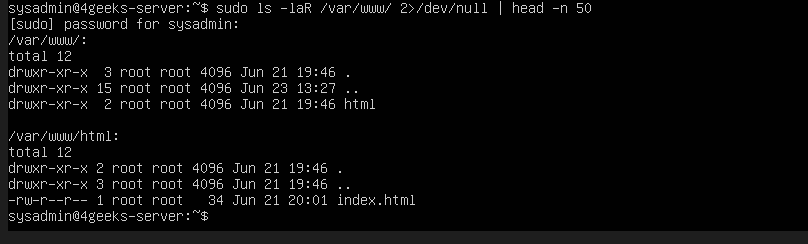 sysadmin@4geeks-server:~$ sudo ls -laR /var/www/ 2>/dev/null | head -n 50
[sudo] password for sysadmin:
/var/www/:
total 12
drwxr-xr-x  3 root root 4096 Jun 21 19:46 .
drwxr-xr-x 15 root root 4096 Jun 23 13:27 ..
drwxr-xr-x  2 root root 4096 Jun 21 19:46 html

/var/www/html:
total 12
drwxr-xr-x 2 root root 4096 Jun 21 19:46 .
drwxr-xr-x 3 root root 4096 Jun 21 19:46 ..
-rw-r--r-- 1 root root   34 Jun 21 20:01 index.html
sysadmin@4geeks-server:~$